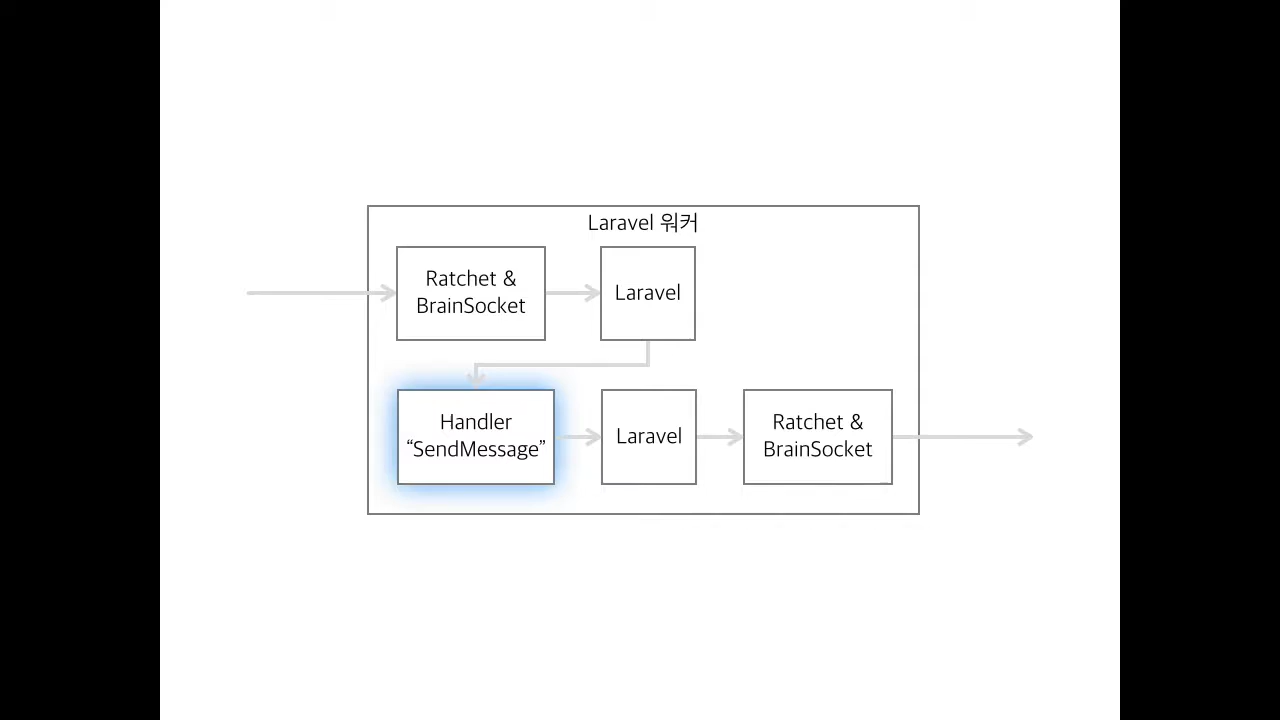 Laravel 워커
Ratchet &
BrainSocket
Laravel
Handler
“SendMessage”
Laravel
Ratchet &
BrainSocket